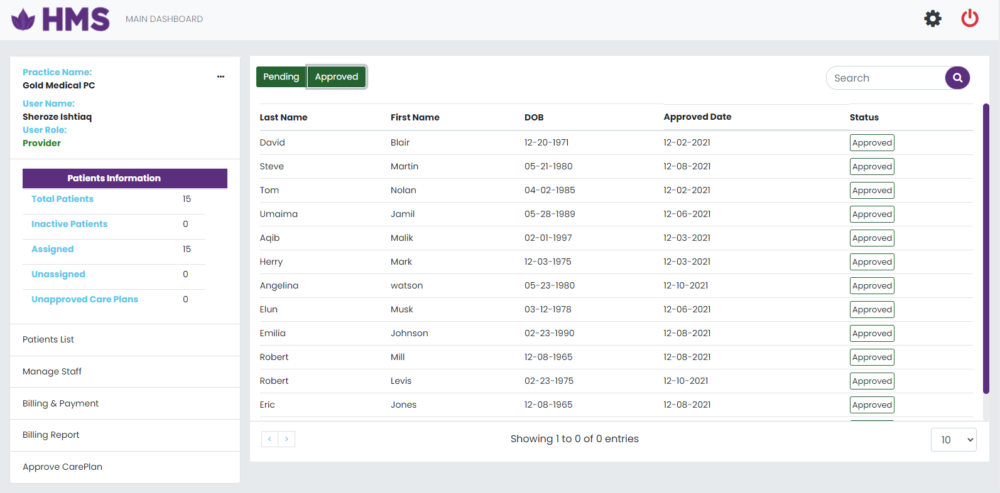 HMS MAIN DASHBOARD
Practice Name:
Gold Medical PC
User Name:
Sheroze Ishtiaq
User Role:
Provider
Patients Information
Total Patients 15
Inactive Patients 0
Assigned 15
Unassigned 0
Unapproved Care Plans 0
Patients List
Manage Staff
Billing & Payment
Billing Report
Approve CarePlan
Pending Approved Search
Last Name First Name DOB Approved Date Status
David Blair 12-20-1971 12-02-2021 Approved
Steve Martin 05-21-1980 12-08-2021 Approved
Tom Nolan 04-02-1985 12-02-2021 Approved
Umaima Jamil 05-28-1989 12-06-2021 Approved
Aqib Malik 02-01-1997 12-03-2021 Approved
Herry Mark 12-03-1975 12-03-2021 Approved
Angelina watson 05-23-1980 12-10-2021 Approved
Elun Musk 03-12-1978 12-06-2021 Approved
Emilia Johnson 02-23-1990 12-08-2021 Approved
Robert Mill 12-08-1965 12-08-2021 Approved
Robert Levis 02-23-1975 12-10-2021 Approved
Eric Jones 12-08-1965 12-08-2021 Approved
< > Showing 1 to 0 of 0 entries 10